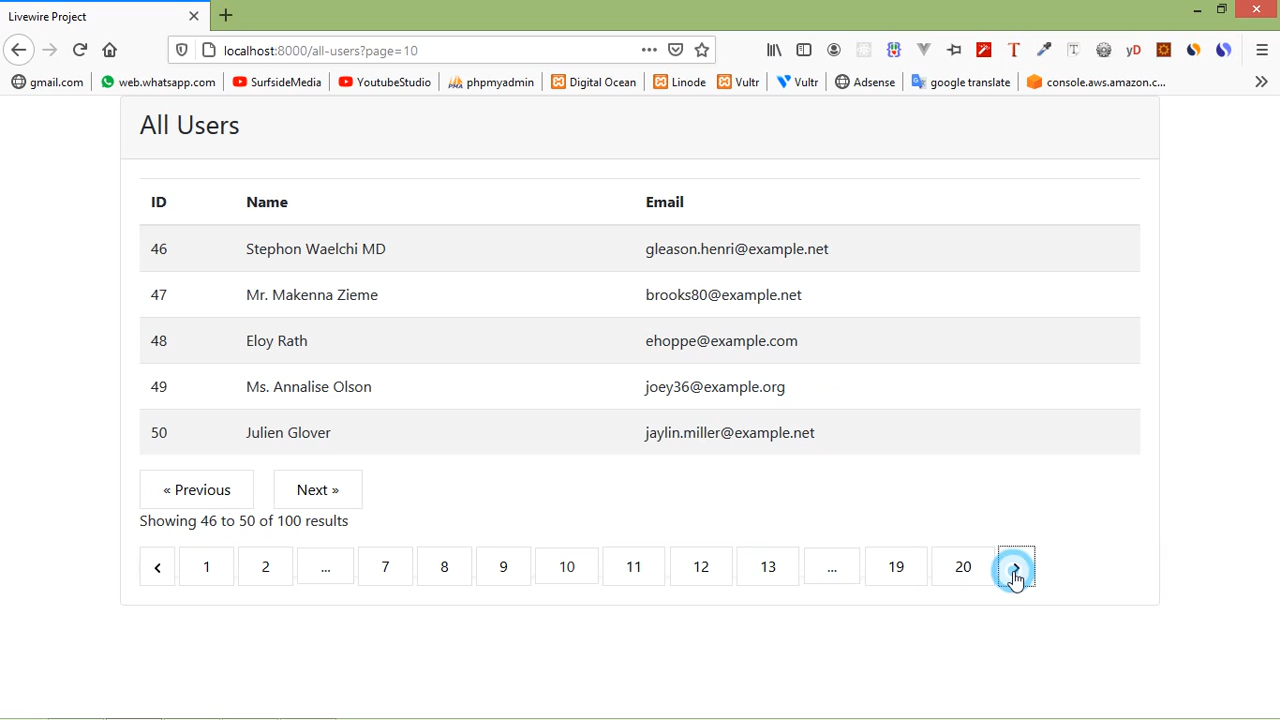 Livewire Project
localhost:8000/all-users?page=10
gmail.com web.whatsapp.com SurfsideMedia YoutubeStudio phpmyadmin Digital Ocean Linode Vultr Vultr Adsense google translate console.aws.amazon.c...
All Users
ID Name Email
46 Stephon Waelchi MD gleason.henri@example.net
47 Mr. Makenna Zieme brooks80@example.net
48 Eloy Rath ehoppe@example.com
49 Ms. Annalise Olson joey36@example.org
50 Julien Glover jaylin.miller@example.net
« Previous Next »
Showing 46 to 50 of 100 results
‹ 1 2 ... 7 8 9 10 11 12 13 ... 19 20 ›